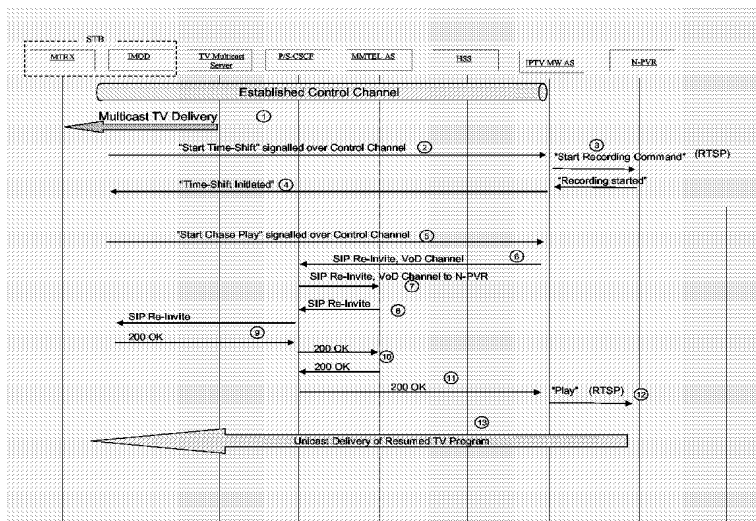 STB
MTRX IMOD TV Multicast P/S-CSCF MMTEL AS HSS IPTV MW AS N-PVR
Server
Established Control Channel
Multicast TV Delivery 1
"Start Time-Shift" signalled over Control Channel 2
3
"Start Recording Command" (RTSP)
"Time-Shift Initiated" 4
"Recording started"
"Start Chase Play" signalled over Control Channel 5
SIP Re-Invite, VoD Channel 6
SIP Re-Invite, VoD Channel to N-PVR
7
SIP Re-Invite 8
SIP Re-Invite
200 OK 9
200 OK
10
200 OK
200 OK 11
"Play" (RTSP) 12
13
Unicast Delivery of Resumed TV Program